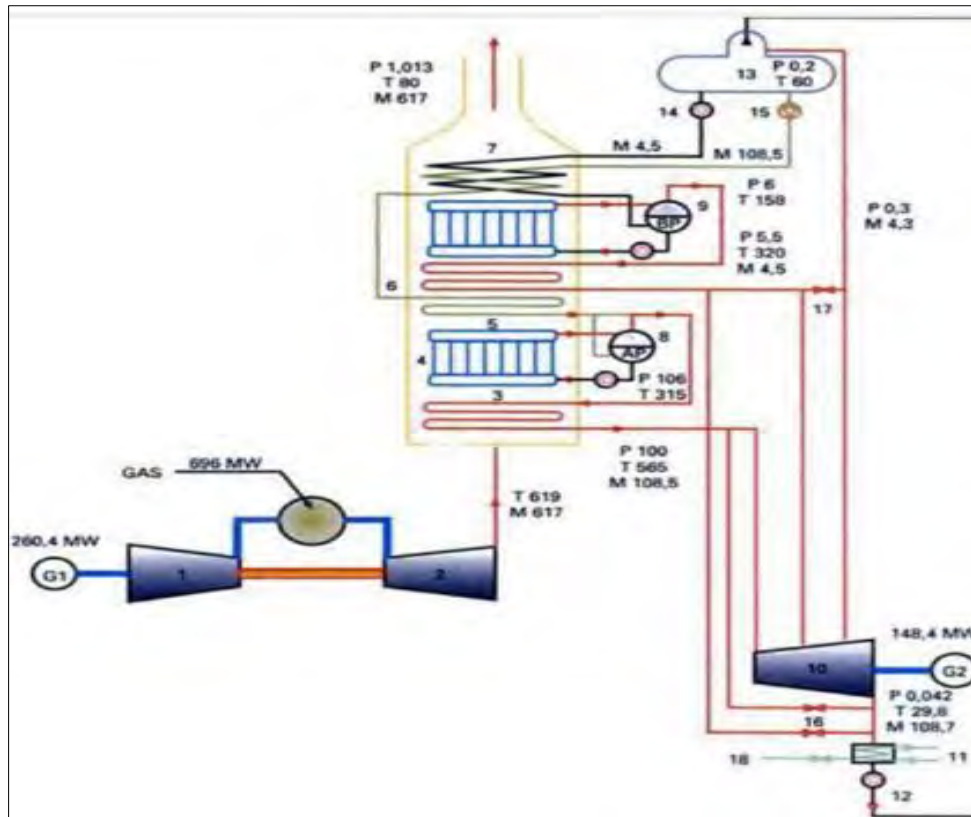 P 1,013
T 80
M 617
13
P 0,2
T 60
14
15
7
M 4,5
M 108,5
P 6
T 158
9
BP
P 0,3
M 4,3
P 5,5
T 320
M 4,5
6
17
5
8
4
AP
P 106
T 315
3
P 100
T 565
M 108,5
696 MW
GAS
T 619
M 617
260,4 MW
G1
1
2
148,4 MW
10
G2
P 0,042
T 29,8
M 108,7
16
18
11
12